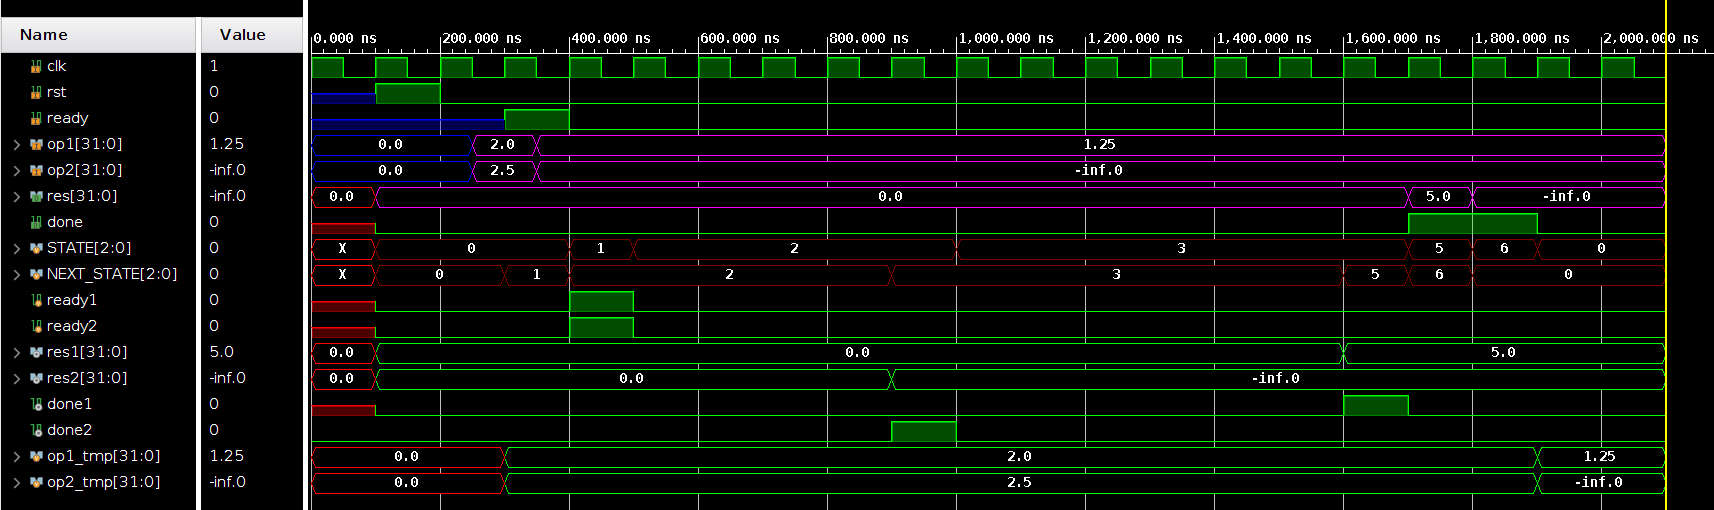 Name Value 0.000 ns 200.000 ns 400.000 ns 600.000 ns 800.000 ns 1,000.000 ns 1,200.000 ns 1,400.000 ns 1,600.000 ns 1,800.000 ns 2,000.000 ns
clk 1
rst 0
ready 0
op1[31:0] 1.25 0.0 2.0 1.25
op2[31:0] -inf.0 0.0 2.5 -inf.0
res[31:0] -inf.0 0.0 0.0 5.0 -inf.0
done 0
STATE[2:0] 0 X 0 1 2 3 5 6 0
NEXT_STATE[2:0] 0 X 0 1 2 3 5 6 0
ready1 0
ready2 0
res1[31:0] 5.0 0.0 0.0 5.0
res2[31:0] -inf.0 0.0 0.0 -inf.0
done1 0
done2 0
op1_tmp[31:0] 1.25 0.0 2.0 1.25
op2_tmp[31:0] -inf.0 0.0 2.5 -inf.0